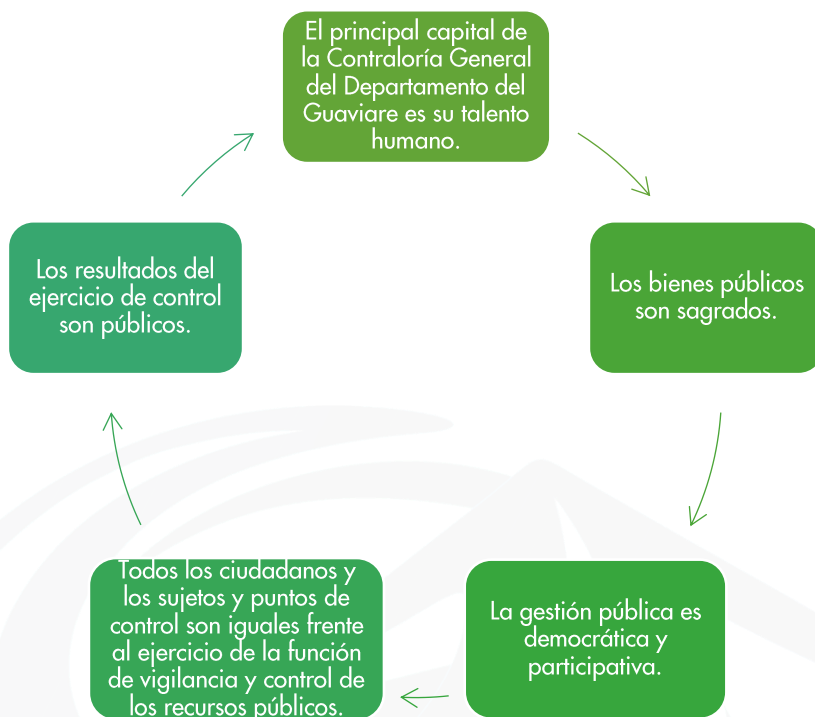 El principal capital de
la Contraloría General
del Departamento del
Guaviare es su talento
humano.
Los bienes públicos
son sagrados.
La gestión pública es
democrática y
participativa.
Todos los ciudadanos y
los sujetos y puntos de
control son iguales frente
al ejercicio de la función
de vigilancia y control de
los recursos públicos.
Los resultados del
ejercicio de control
son públicos.